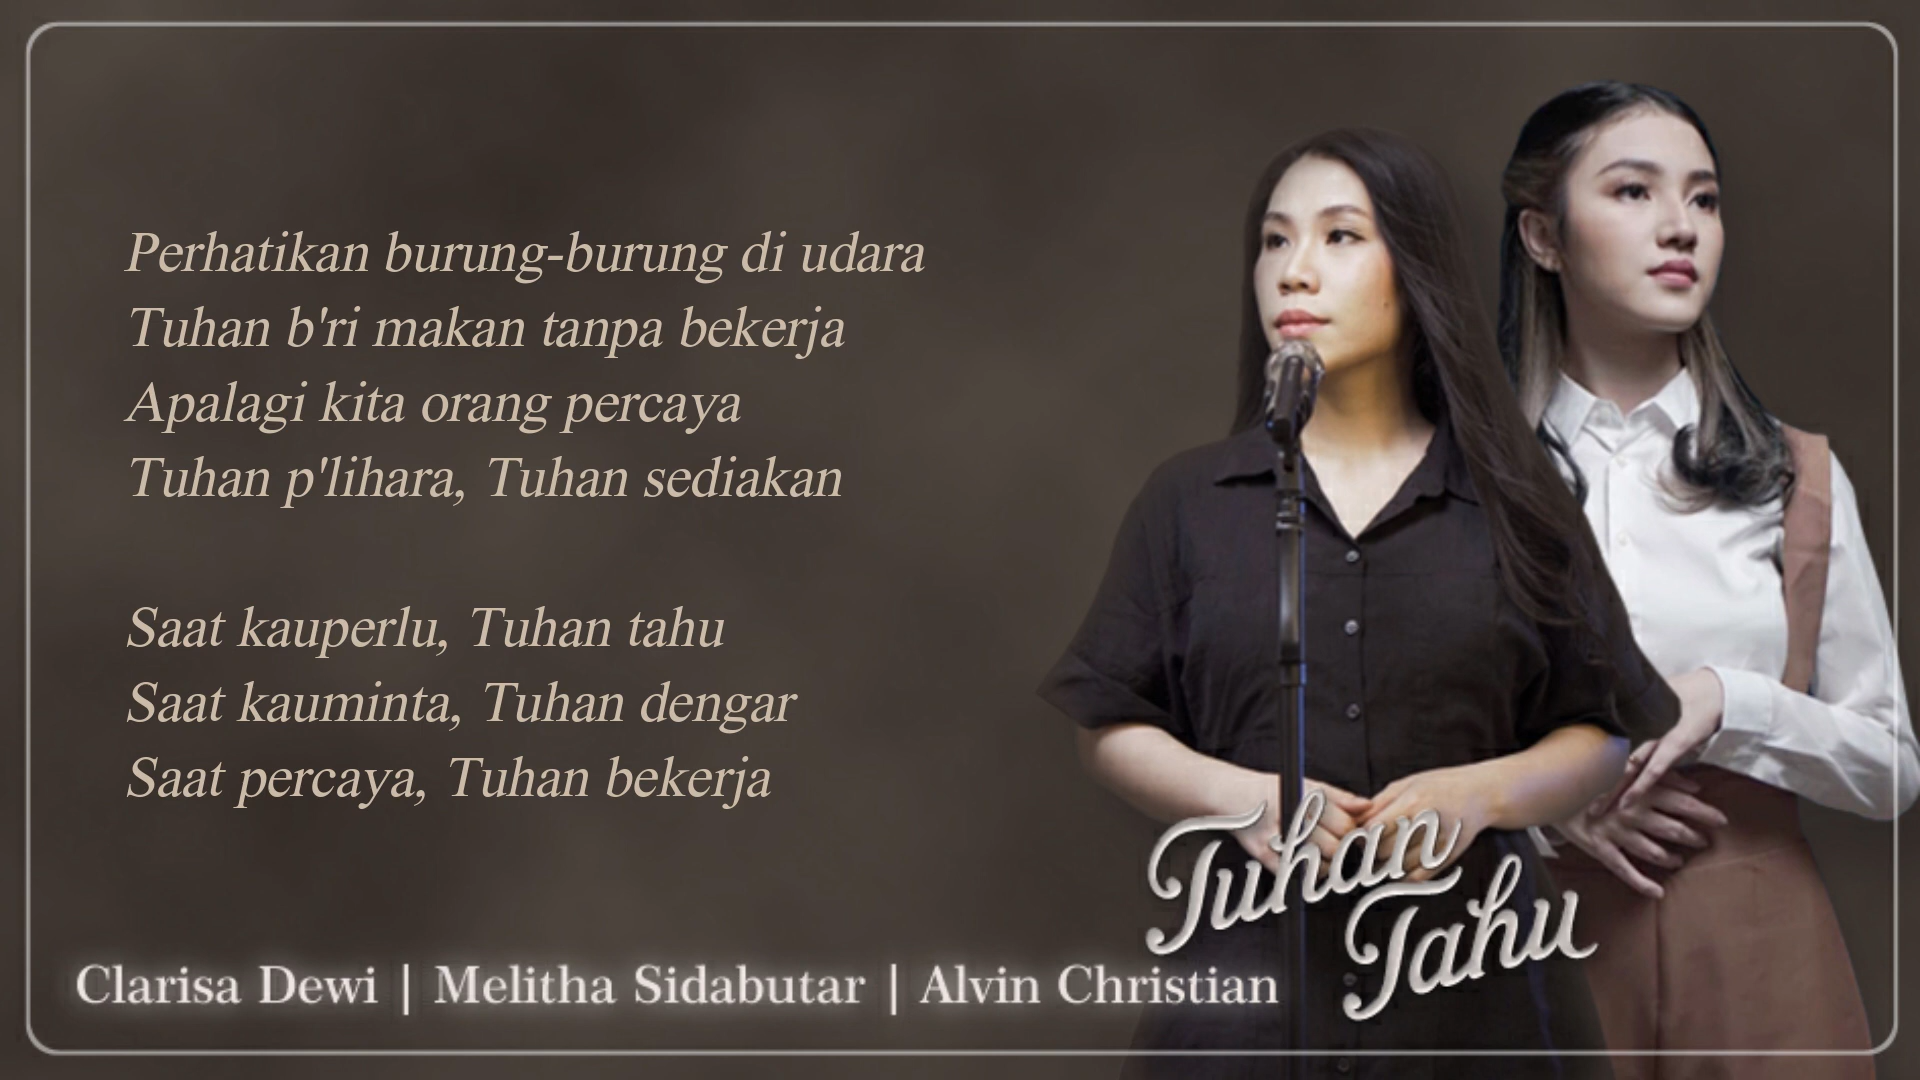 Perhatikan burung-burung di udara
Tuhan b'ri makan tanpa bekerja
Apalagi kita orang percaya
Tuhan p'lihara, Tuhan sediakan
Saat kauperlu, Tuhan tahu
Saat kauminta, Tuhan dengar
Saat percaya, Tuhan bekerja
Tuhan
Tahu
Clarisa Dewi | Melitha Sidabutar | Alvin Christian